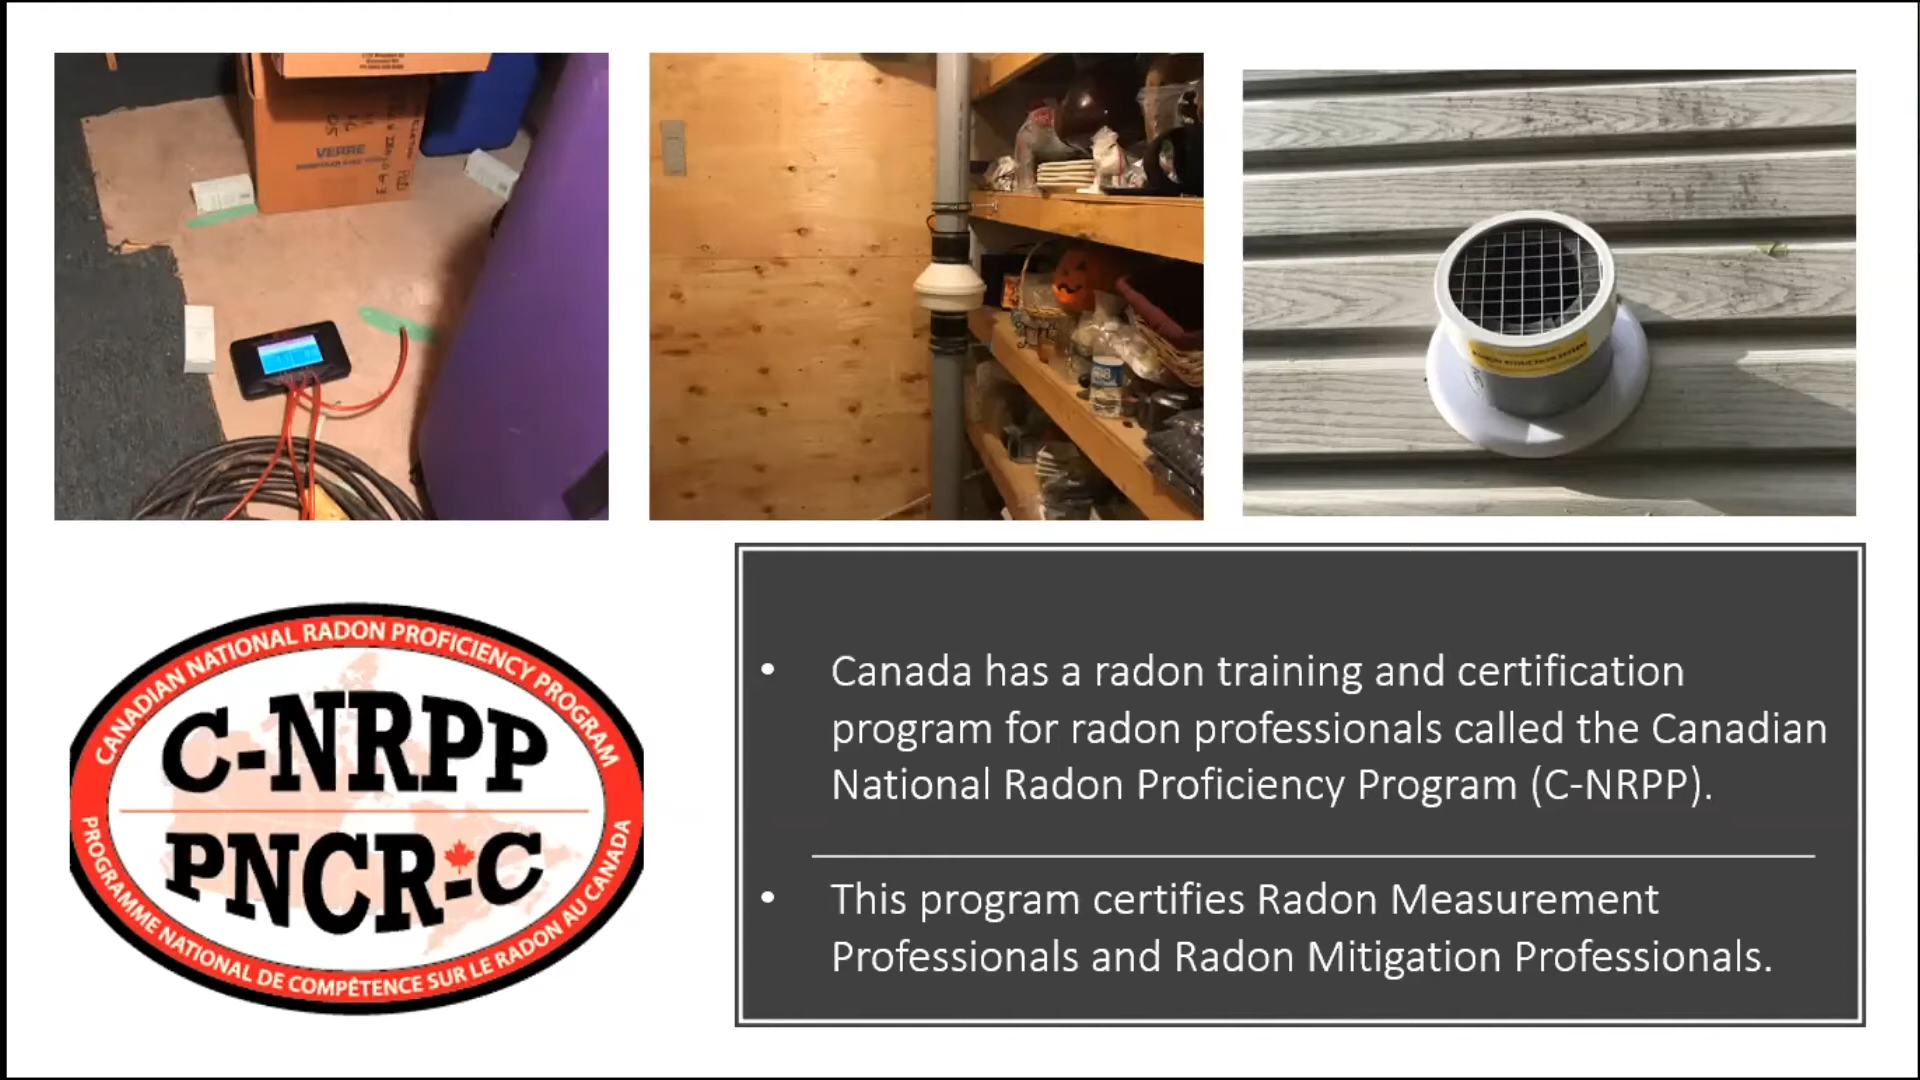 VERRE
CANADIAN NATIONAL RADON PROFICIENCY PROGRAM
C-NRPP
PNCR-C
PROGRAMME NATIONAL DE COMPÉTENCE SUR LE RADON AU CANADA
• Canada has a radon training and certification
program for radon professionals called the Canadian
National Radon Proficiency Program (C-NRPP).
• This program certifies Radon Measurement
Professionals and Radon Mitigation Professionals.